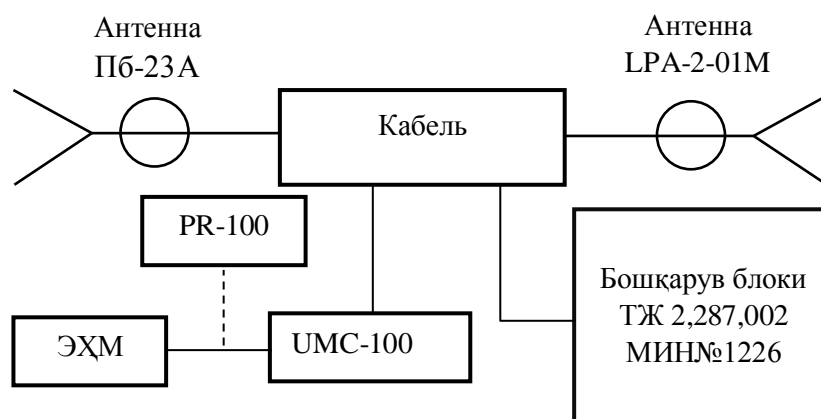 Антенна
Пб-23А
Антенна
LPA-2-01M
Кабель
PR-100
Бошқарув блоки
ТЖ 2,287,002
МИН№1226
ЭҲМ
UMC-100